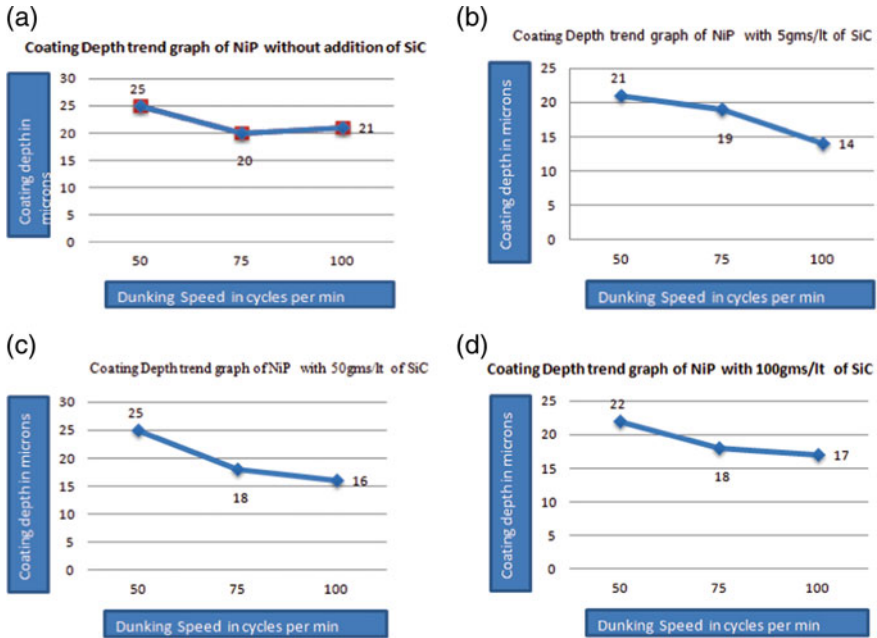 (a)
Coating Depth trend graph of NiP without addition of SiC
Coating depth in
microns
30
25
20
15
10
5
0
25
20
21
50 75 100
Dunking Speed in cycles per min
(b)
Coating Depth trend graph of NiP with 5gms/lt of SiC
Coating depth in microns
25
20
15
10
5
0
21
19
14
50 75 100
Dunking Speed in cycles per min
(c)
Coating Depth trend graph of NiP with 50gms/lt of SiC
Coating depth in microns
30
25
20
15
10
5
0
25
18
16
50 75 100
Dunking Speed in cycles per min
(d)
Coating Depth trend graph of NiP with 100gms/lt of SiC
Coating depth in microns
25
20
15
10
5
0
22
18
17
50 75 100
Dunking Speed in cycles per min